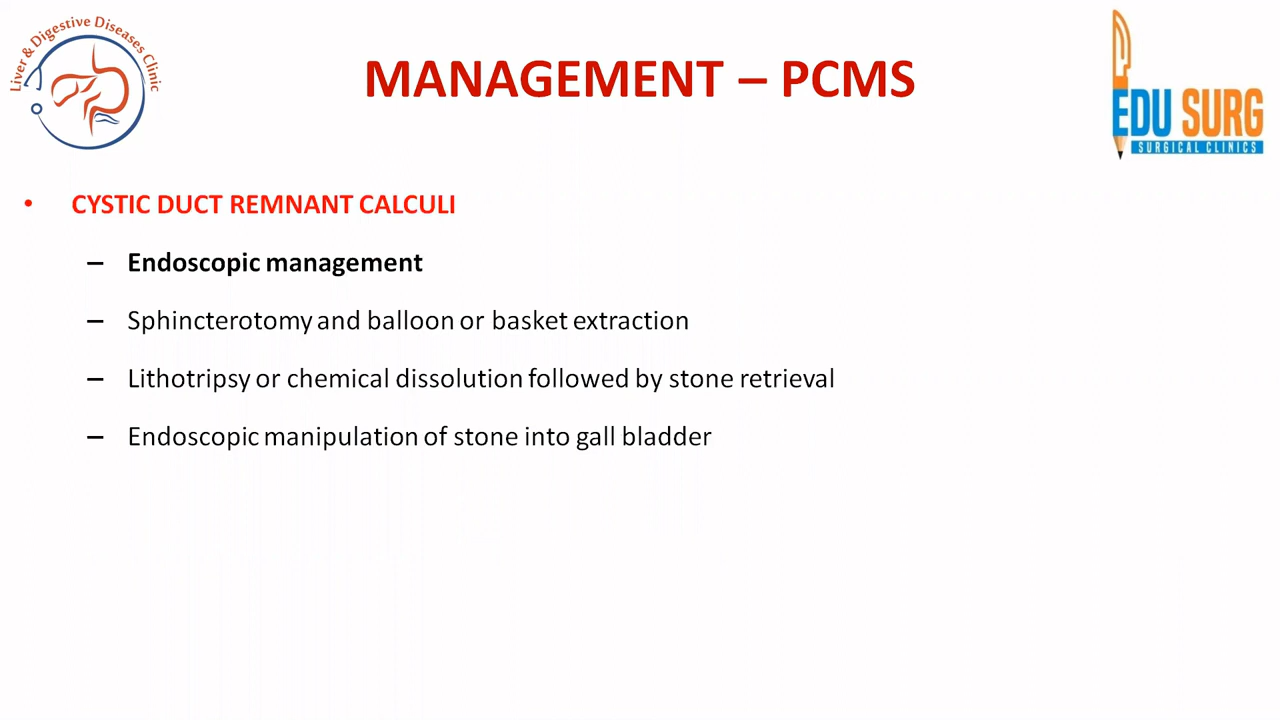 Liver & Digestive Diseases Clinic
MANAGEMENT – PCMS
EDU SURG
SURGICAL CLINICS
• CYSTIC DUCT REMNANT CALCULI
– Endoscopic management
– Sphincterotomy and balloon or basket extraction
– Lithotripsy or chemical dissolution followed by stone retrieval
– Endoscopic manipulation of stone into gall bladder